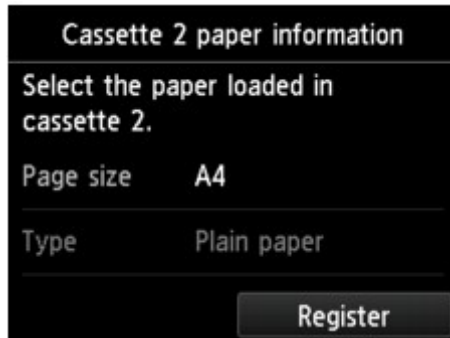 Cassette 2 paper information
Select the paper loaded in
cassette 2.
Page size A4
Type Plain paper
Register